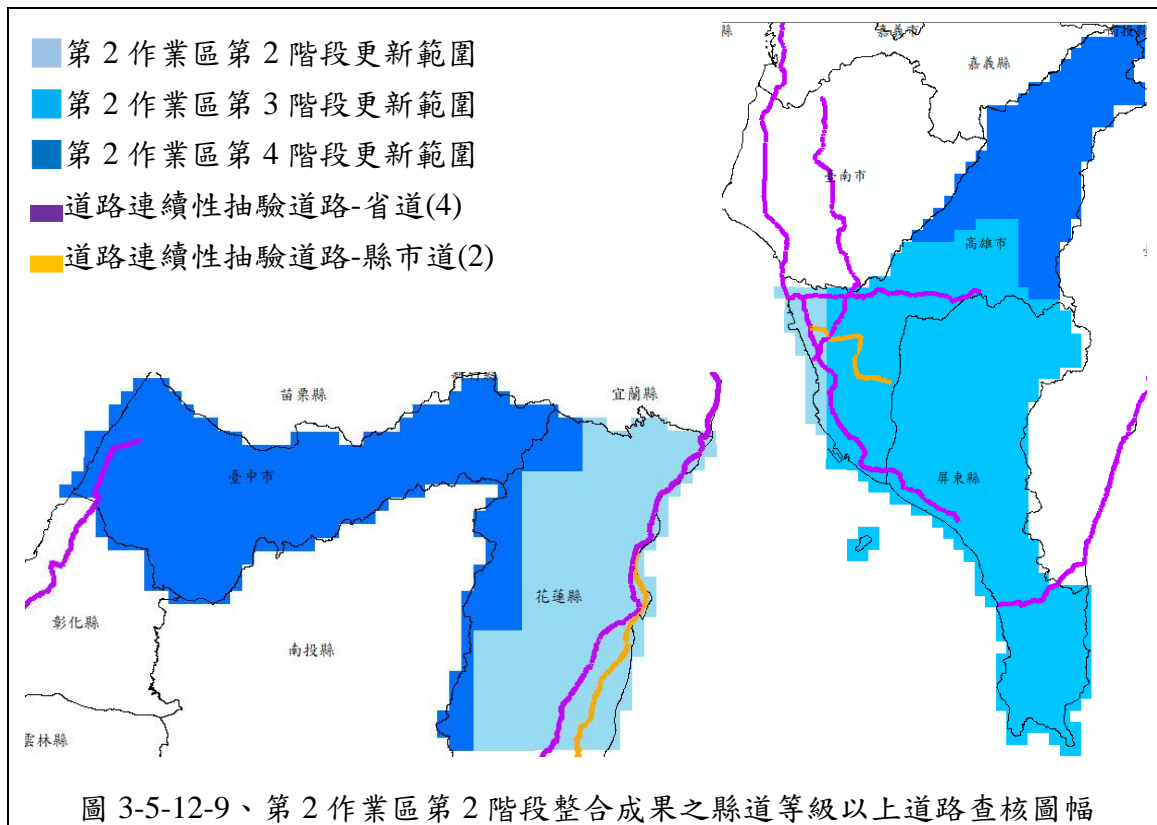 第 2 作業區第 2 階段更新範圍
第 2 作業區第 3 階段更新範圍
第 2 作業區第 4 階段更新範圍
道路連續性抽驗道路-省道(4)
道路連續性抽驗道路-縣市道(2)
縣
嘉義市
南投縣
嘉義縣
臺南市
高雄市
屏東縣
苗栗縣
宜蘭縣
臺中市
花蓮縣
彰化縣
南投縣
雲林縣
圖 3-5-12-9、第 2 作業區第 2 階段整合成果之縣道等級以上道路查核圖幅